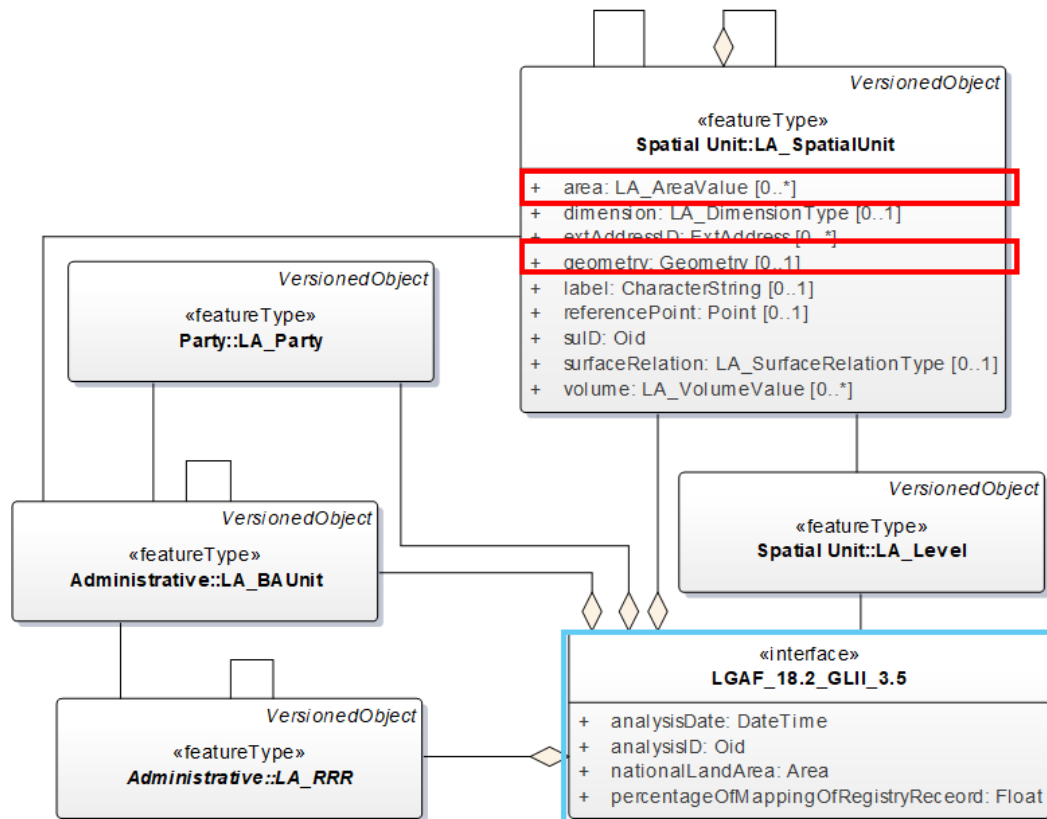 VersionedObject
«featureType»
Spatial Unit::LA_SpatialUnit
+ area: LA_AreaValue [0..*]
+ dimension: LA_DimensionType [0..1]
+ extAddressID: ExtAddress [0..*]
+ geometry: Geometry [0..1]
+ label: CharacterString [0..1]
+ referencePoint: Point [0..1]
+ suID: Oid
+ surfaceRelation: LA_SurfaceRelationType [0..1]
+ volume: LA_VolumeValue [0..*]
VersionedObject
«featureType»
Party::LA_Party
VersionedObject
«featureType»
Spatial Unit::LA_Level
VersionedObject
«featureType»
Administrative::LA_BAUnit
«interface»
LGAF_18.2_GLII_3.5
+ analysisDate: DateTime
+ analysisID: Oid
+ nationalLandArea: Area
+ percentageOfMappingOfRegistryReceord: Float
VersionedObject
«featureType»
Administrative::LA_RRR